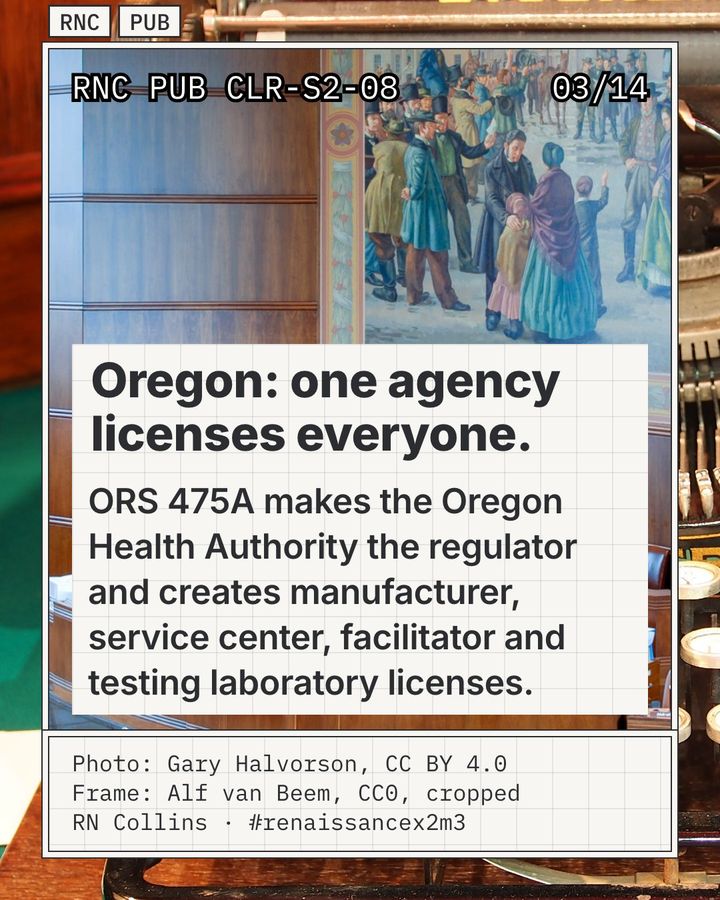 RNC PUB
RNC PUB CLR-S2-08 03/14
Oregon: one agency
licenses everyone.
ORS 475A makes the Oregon
Health Authority the regulator
and creates manufacturer,
service center, facilitator and
testing laboratory licenses.
Photo: Gary Halvorson, CC BY 4.0
Frame: Alf van Beem, CC0, cropped
RN Collins · #renaissancex2m3